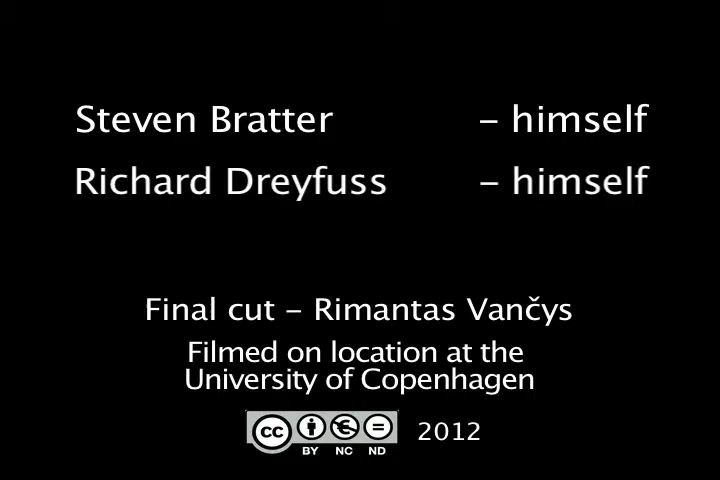 Steven Bratter – himself
Richard Dreyfuss – himself
Final cut – Rimantas Vančys
Filmed on location at the
University of Copenhagen
cc 2012
BY NC ND